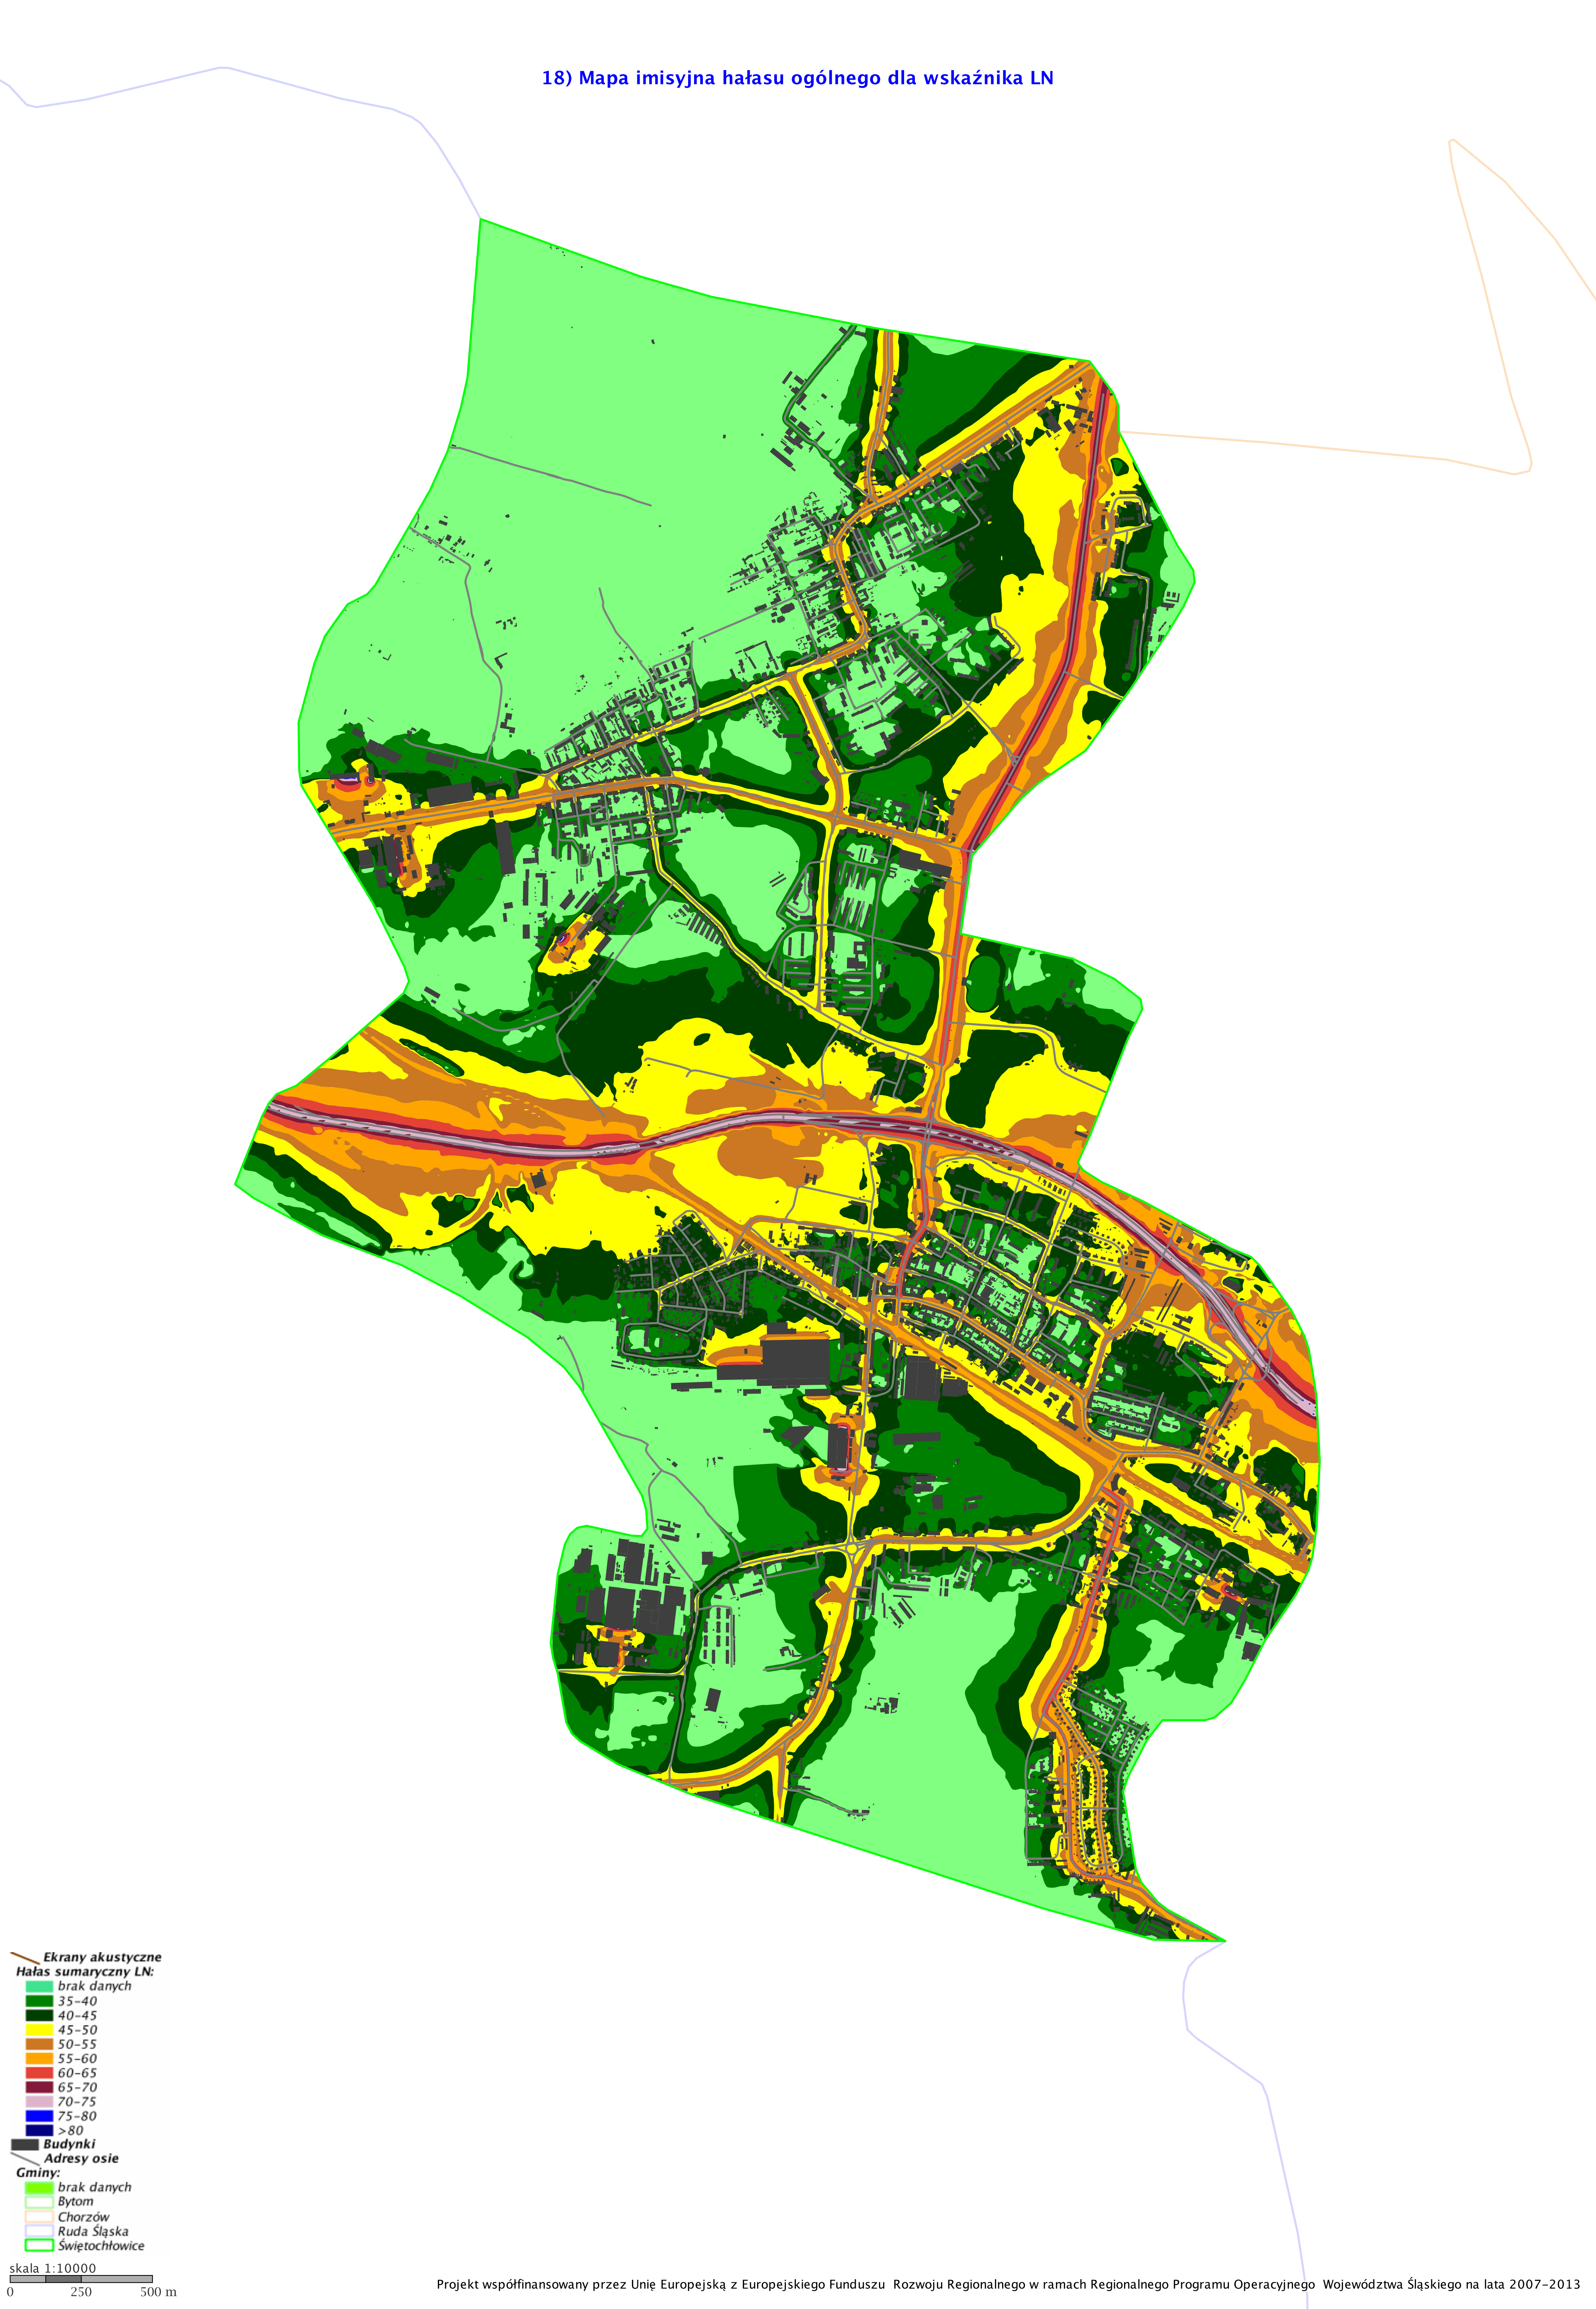 18) Mapa imisyjna hałasu ogólnego dla wskaźnika LN
Ekrany akustyczne
Hałas sumaryczny LN:
brak danych
35-40
40-45
45-50
50-55
55-60
60-65
65-70
70-75
75-80
>80
Budynki
Adresy osie
Gminy:
brak danych
Bytom
Chorzów
Ruda Śląska
Świętochłowice
skala 1:10000
0 250 500 m
Projekt współfinansowany przez Unię Europejską z Europejskiego Funduszu Rozwoju Regionalnego w ramach Regionalnego Programu Operacyjnego Województwa Śląskiego na lata 2007-2013